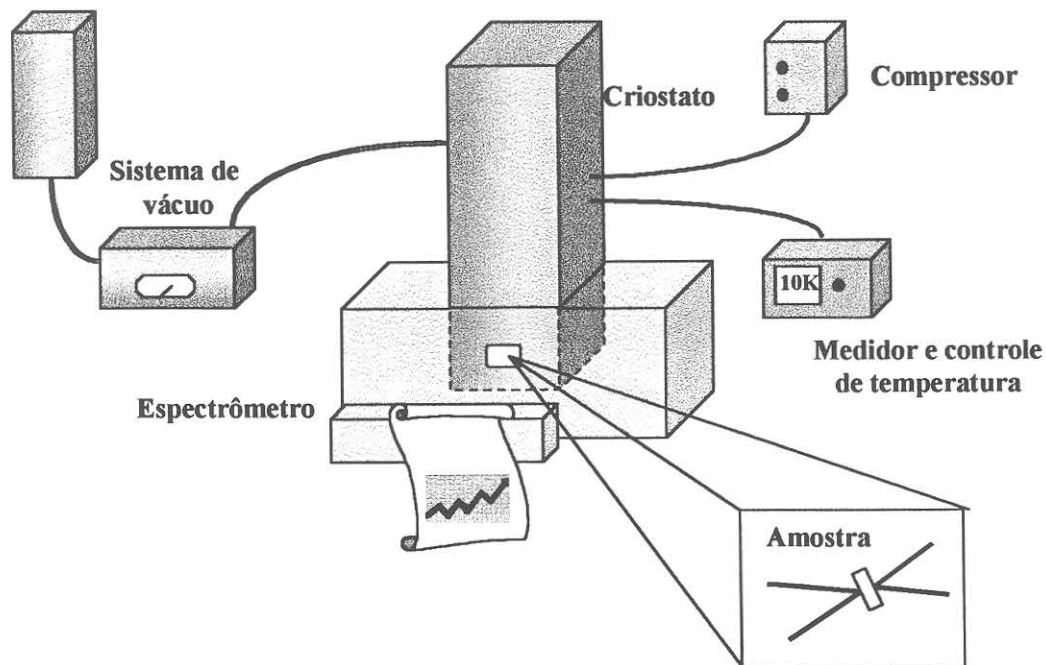 Criostato
Compressor
Sistema de
vácuo
10K
Medidor e controle
de temperatura
Espectrômetro
Amostra